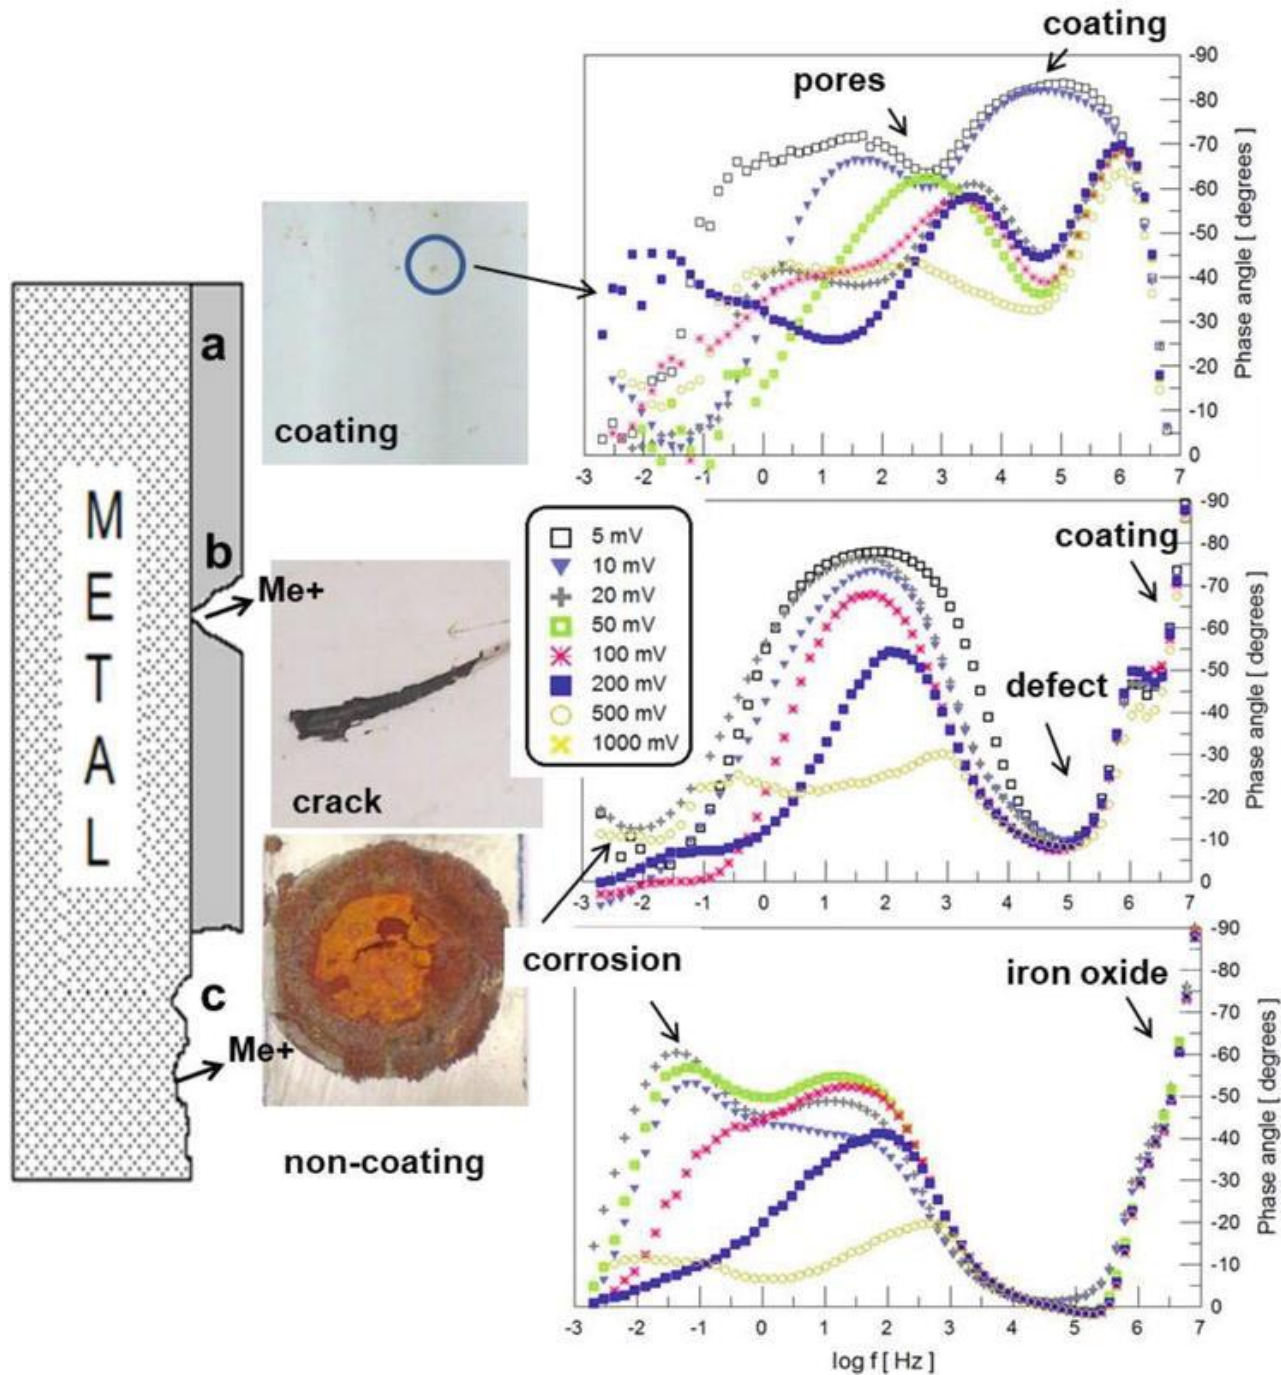 coating
pores
-90
-80
-70
-60
-50
-40
-30
-20
-10
0
Phase angle [ degrees ]
-3 -2 -1 0 1 2 3 4 5 6 7
a
coating
METAL
b
Me+
crack
5 mV
10 mV
20 mV
50 mV
100 mV
200 mV
500 mV
1000 mV
coating
defect
-90
-80
-70
-60
-50
-40
-30
-20
-10
0
Phase angle [ degrees ]
-3 -2 -1 0 1 2 3 4 5 6 7
c
Me+
non-coating
corrosion
iron oxide
-90
-80
-70
-60
-50
-40
-30
-20
-10
0
Phase angle [ degrees ]
-3 -2 -1 0 1 2 3 4 5 6 7
log f [ Hz ]